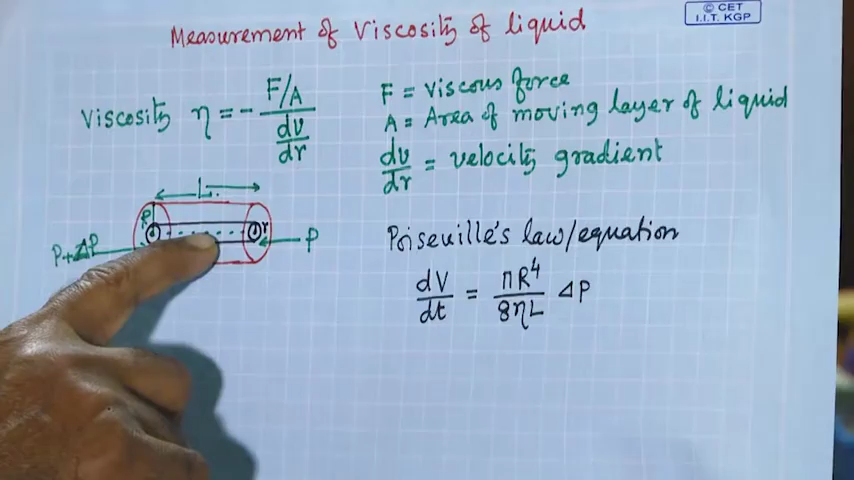 © CET
I.I.T. KGP
Measurement of Viscosity of liquid
Viscosity η = - F/A / dv/dr
F = Viscous force
A = Area of moving layer of liquid
dv/dr = velocity gradient
L
R
r
P+ΔP
P
Poiseuille's law/equation
dV/dt = πR⁴/8ηL ΔP